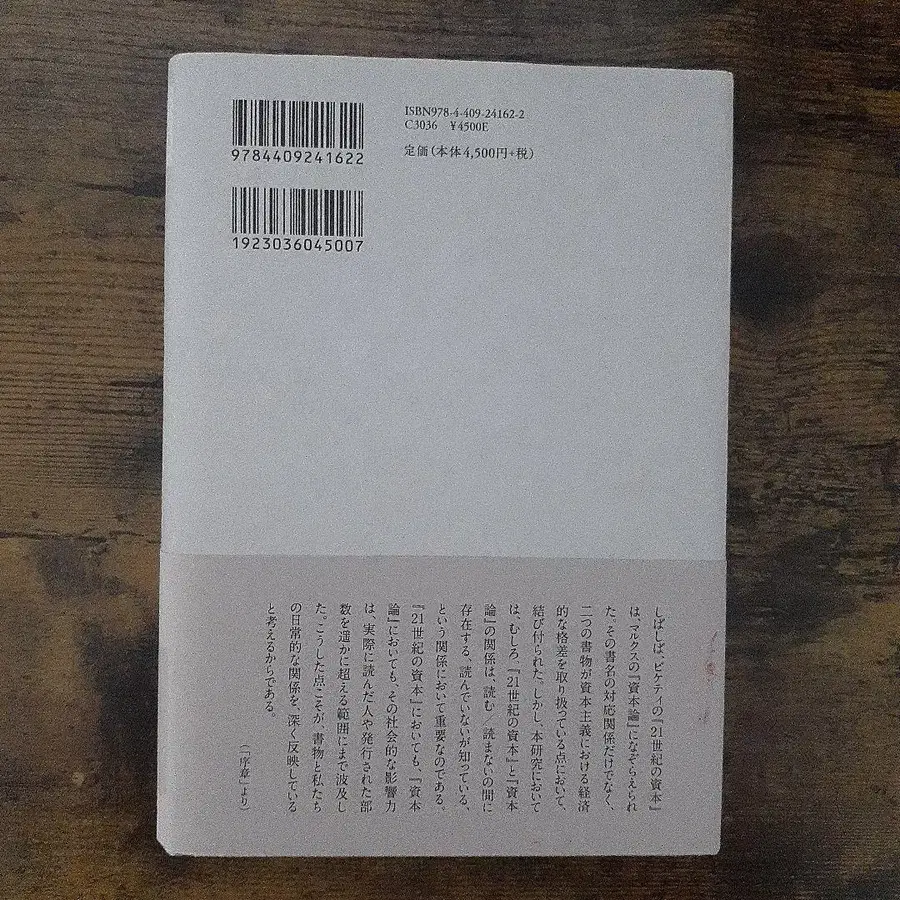 ISBN978-4-409-24162-2
C3036 ¥4500E
定価（本体4,500円+税）
9784409241622
1923036045007
しばしば、ピケティの『21世紀の資本』
は、マルクスの『資本論』になぞらえられ
た。その書名の対応関係だけでなく、
二つの書物が資本主義における経済
的な格差を取り扱っている点において、
結び付けられた。しかし、本研究において
は、むしろ、『21世紀の資本』と『資本
論』の関係は、読む／読まないの間に
存在する、読んでいないが知っている、
という関係において重要なのである。
『21世紀の資本』においても、『資本
論』においても、その社会的な影響力
は、実際に読んだ人や発行された部
数を遥かに超える範囲にまで波及し
た。こうした点こそが、書物と私たち
の日常的な関係を、深く反映している
と考えるからである。
（「序章」より）